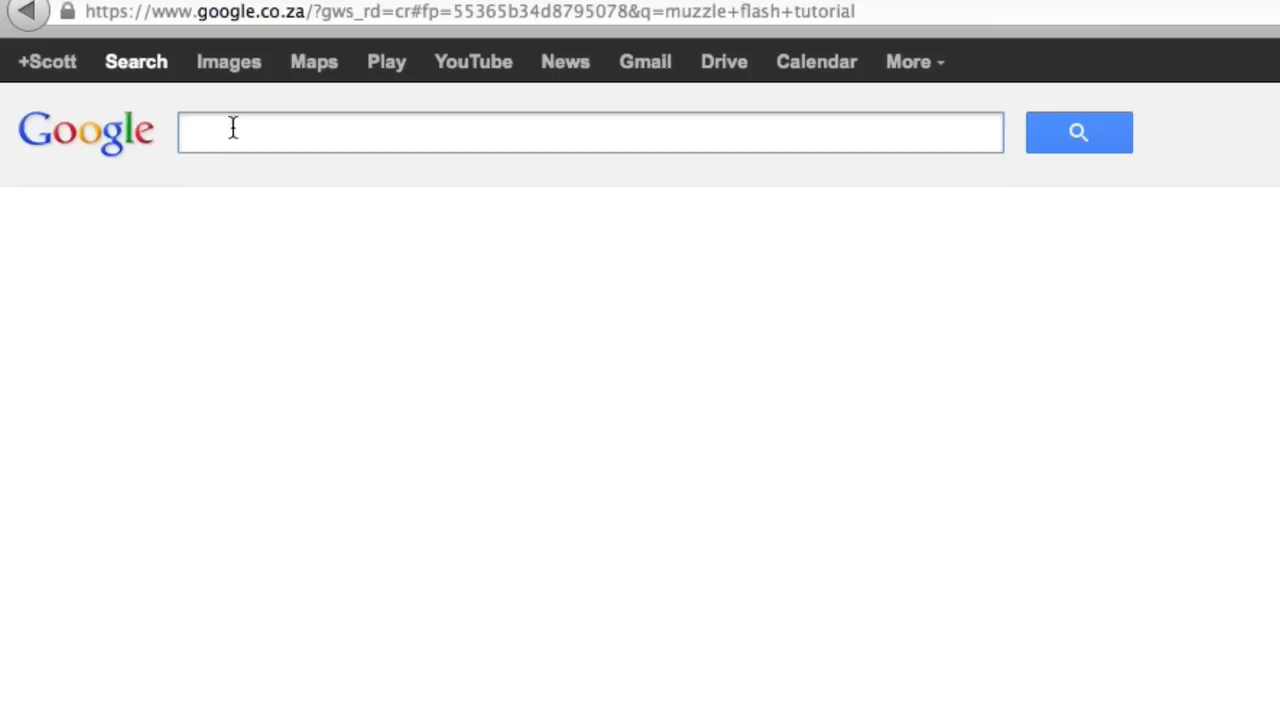 https://www.google.co.za/?gws_rd=cr#fp=55365b34d8795078&q=muzzle+flash+tutorial
+Scott Search Images Maps Play YouTube News Gmail Drive Calendar More
Google